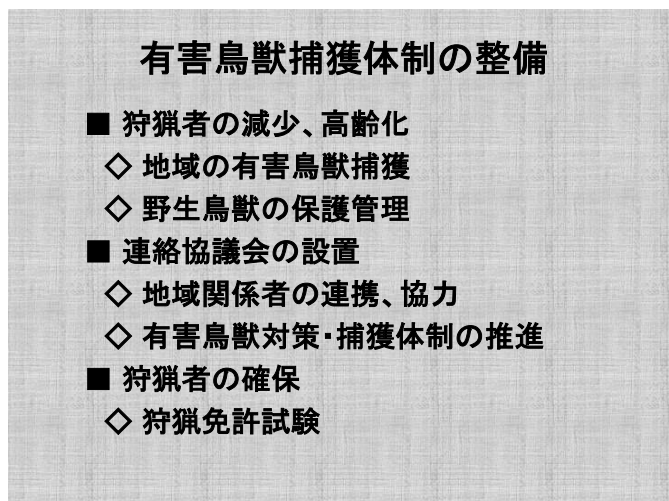 有害鳥獣捕獲体制の整備
■ 狩猟者の減少、高齢化
◇ 地域の有害鳥獣捕獲
◇ 野生鳥獣の保護管理
■ 連絡協議会の設置
◇ 地域関係者の連携、協力
◇ 有害鳥獣対策・捕獲体制の推進
■ 狩猟者の確保
◇ 狩猟免許試験